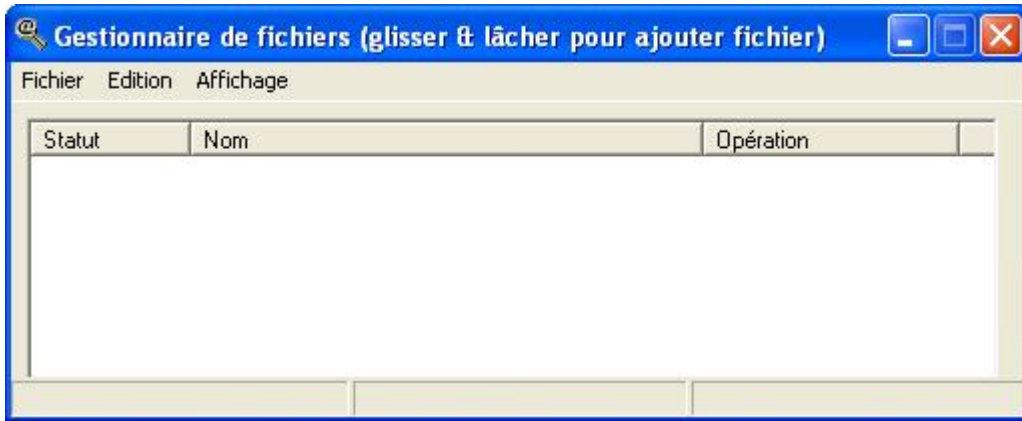 Gestionnaire de fichiers (glisser & lâcher pour ajouter fichier)
Fichier Edition Affichage
Statut Nom Opération